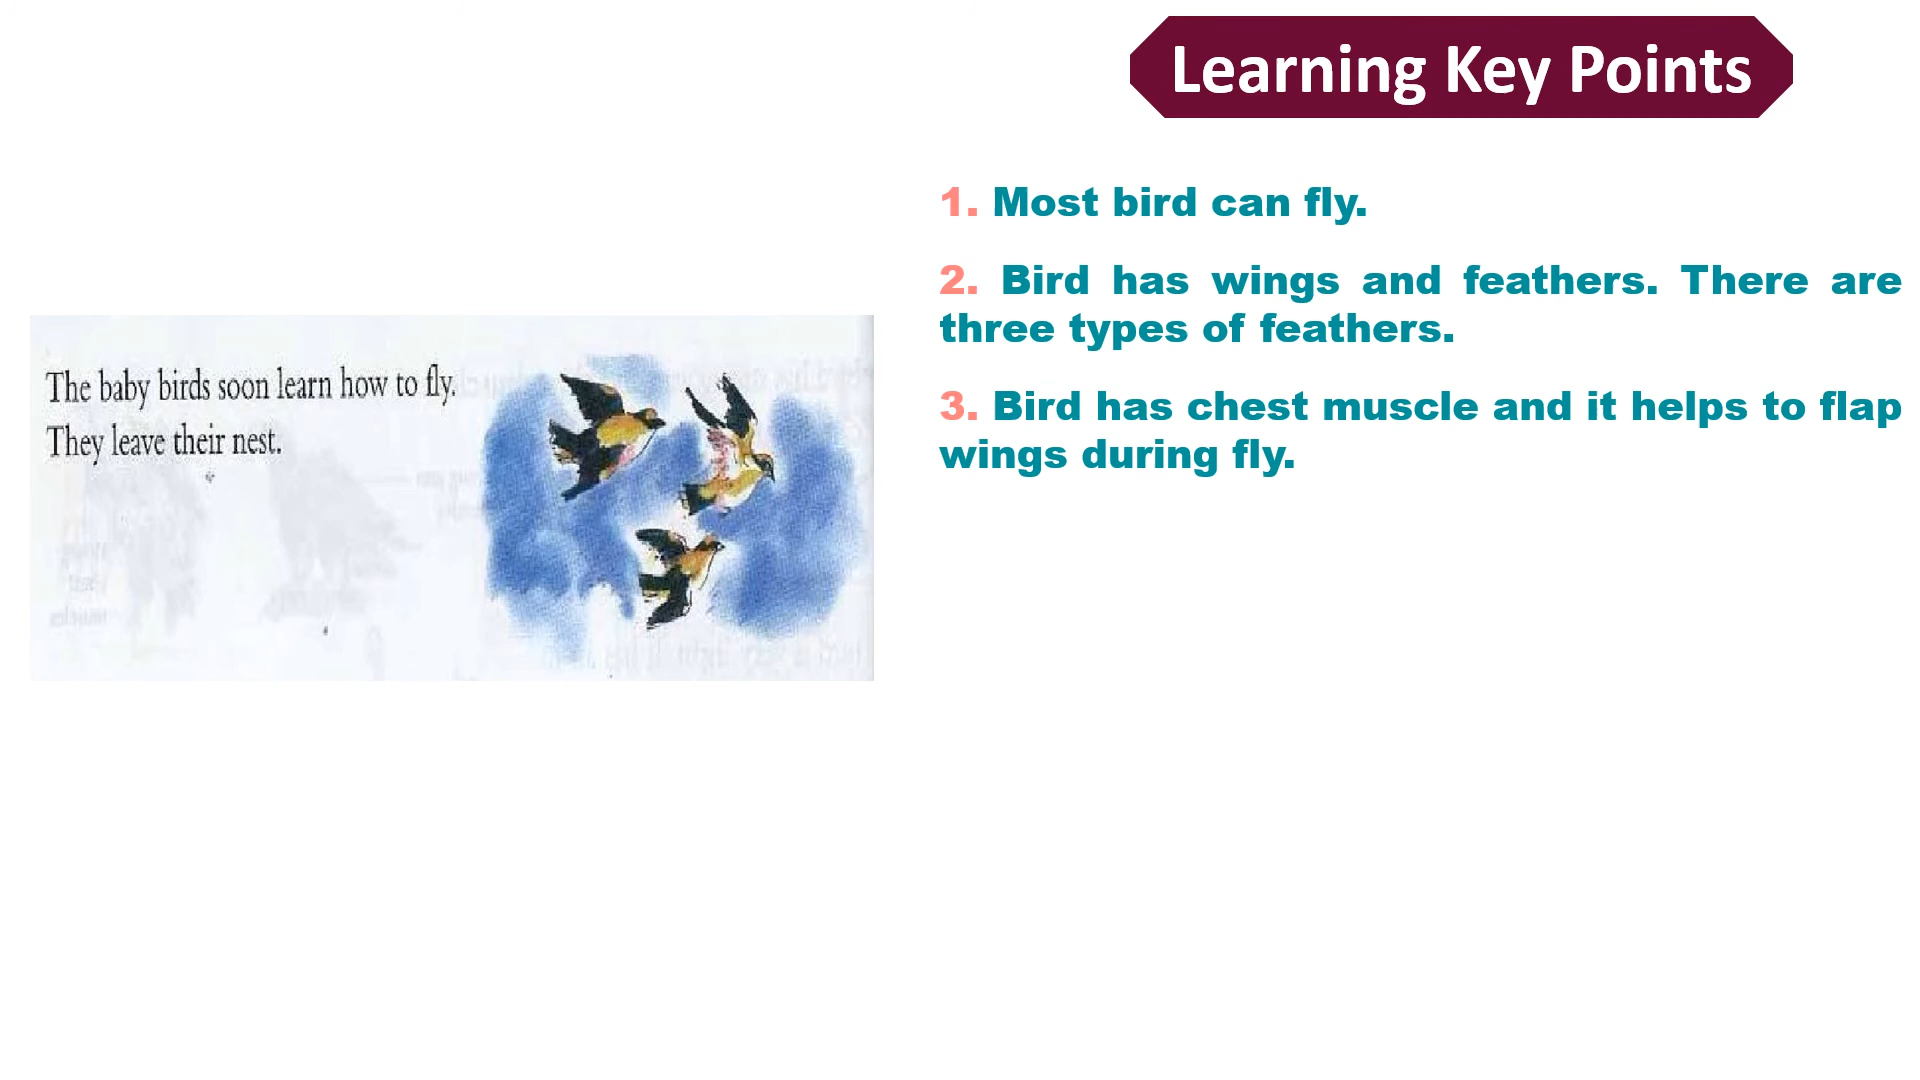 Learning Key Points
The baby birds soon learn how to fly.
They leave their nest.
1. Most bird can fly.
2. Bird has wings and feathers. There are
three types of feathers.
3. Bird has chest muscle and it helps to flap
wings during fly.